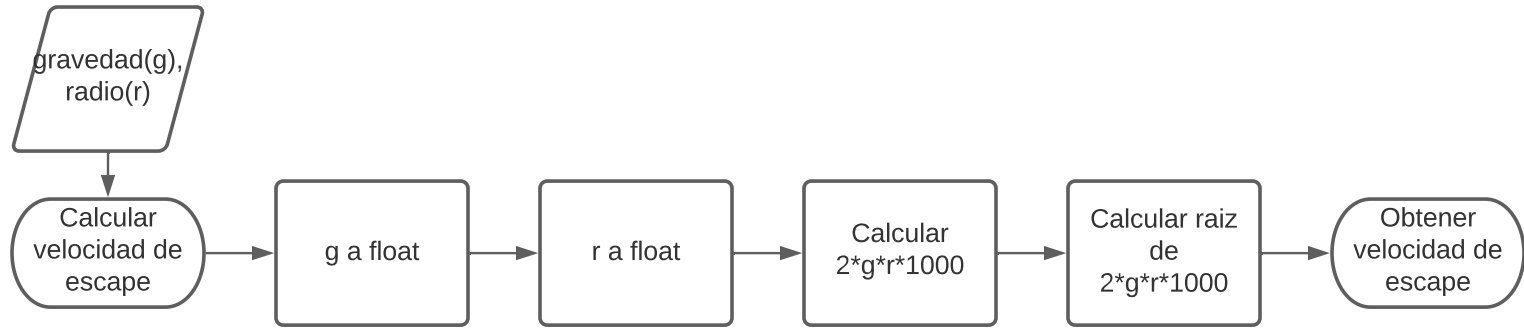 gravedad(g),
radio(r)
Calcular
velocidad de
escape
g a float
r a float
Calcular
2*g*r*1000
Calcular raiz
de
2*g*r*1000
Obtener
velocidad de
escape